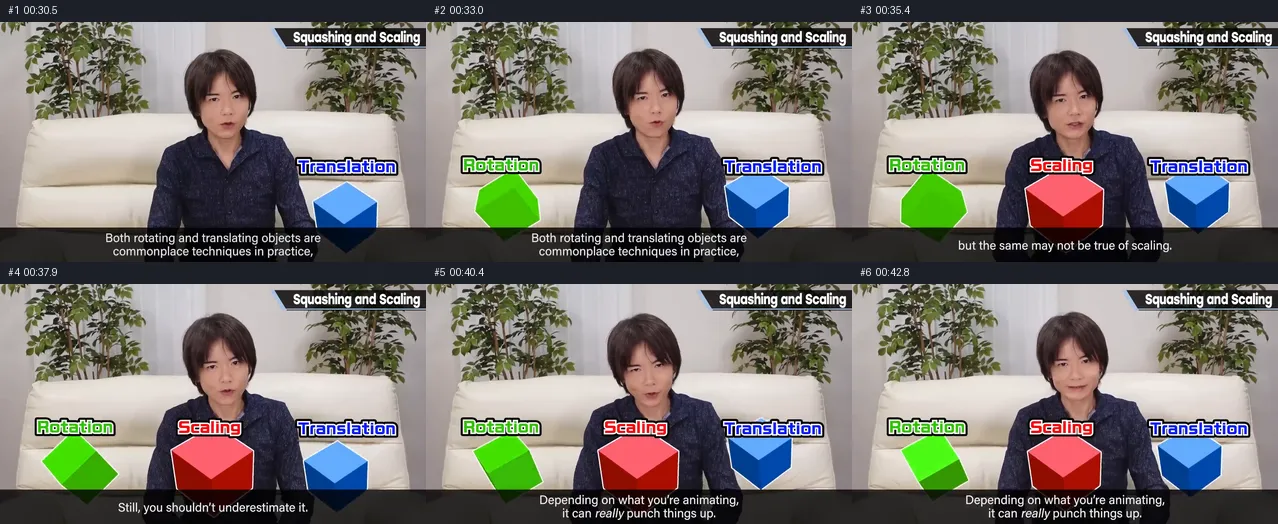 #1 00:30.5
Squashing and Scaling
Translation
Both rotating and translating objects are
commonplace techniques in practice,
#2 00:33.0
Squashing and Scaling
Rotation
Translation
Both rotating and translating objects are
commonplace techniques in practice,
#3 00:35.4
Squashing and Scaling
Rotation
Scaling
Translation
but the same may not be true of scaling.
#4 00:37.9
Squashing and Scaling
Rotation
Scaling
Translation
Still, you shouldn't underestimate it.
#5 00:40.4
Squashing and Scaling
Rotation
Scaling
Translation
Depending on what you're animating,
it can really punch things up.
#6 00:42.8
Squashing and Scaling
Rotation
Scaling
Translation
Depending on what you're animating,
it can really punch things up.